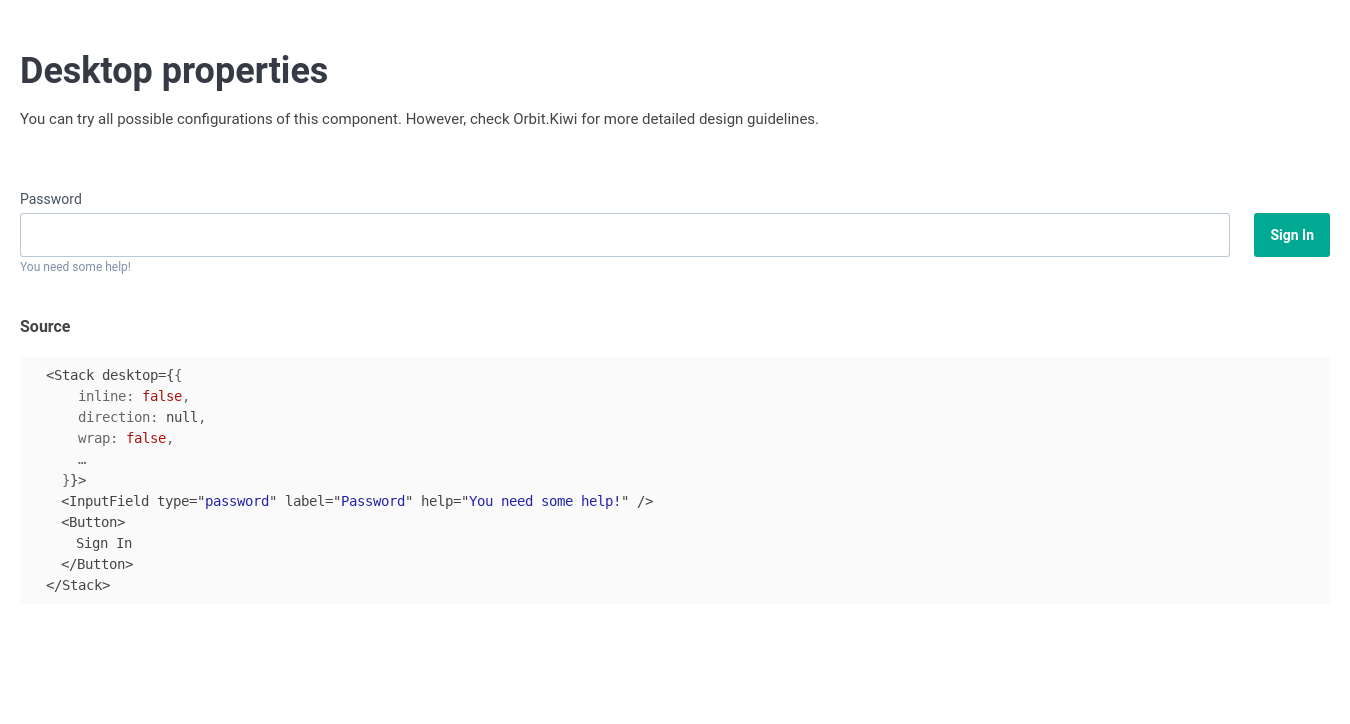 Desktop properties
You can try all possible configurations of this component. However, check Orbit.Kiwi for more detailed design guidelines.
Password
Sign In
You need some help!
Source
<Stack desktop={{
inline: false,
direction: null,
wrap: false,
…
}}>
<InputField type="password" label="Password" help="You need some help!" />
<Button>
Sign In
</Button>
</Stack>